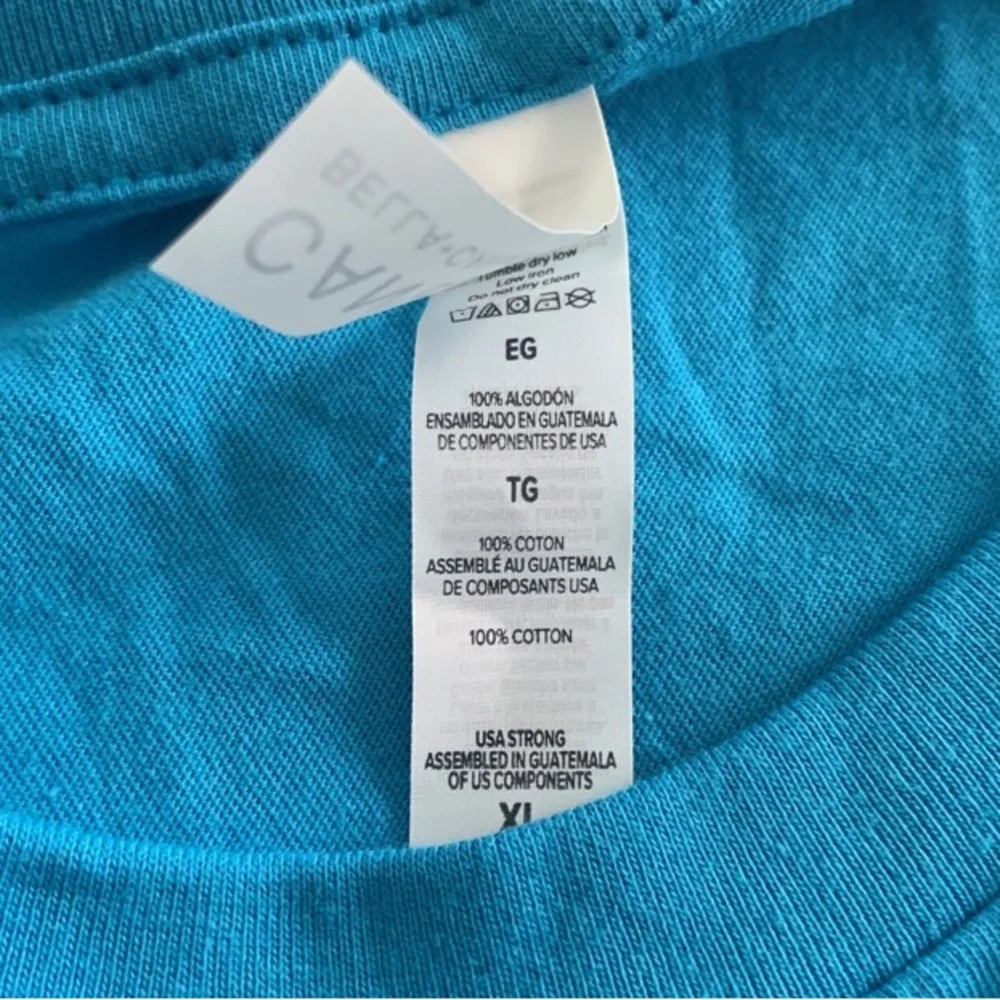 BELLA+C
CAN
Tumble dry low
Low iron
Do not dry clean
EG
100% ALGODÓN
ENSAMBLADO EN GUATEMALA
DE COMPONENTES DE USA
TG
100% COTON
ASSEMBLÉ AU GUATEMALA
DE COMPOSANTS USA
100% COTTON
USA STRONG
ASSEMBLED IN GUATEMALA
OF US COMPONENTS
XL